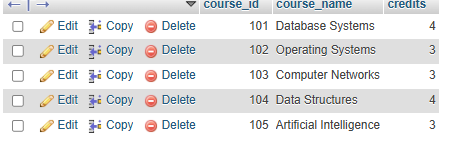 course_id course_name credits
Edit Copy Delete 101 Database Systems 4
Edit Copy Delete 102 Operating Systems 3
Edit Copy Delete 103 Computer Networks 3
Edit Copy Delete 104 Data Structures 4
Edit Copy Delete 105 Artificial Intelligence 3